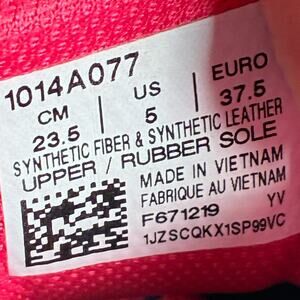 1014A077
CM | US | EURO
23.5 | 5 | 37.5
SYNTHETIC FIBER & SYNTHETIC LEATHER
UPPER / RUBBER SOLE
MADE IN VIETNAM
FABRIQUE AU VIETNAM
F671219 YV
1JZSCQKX1SP99VC